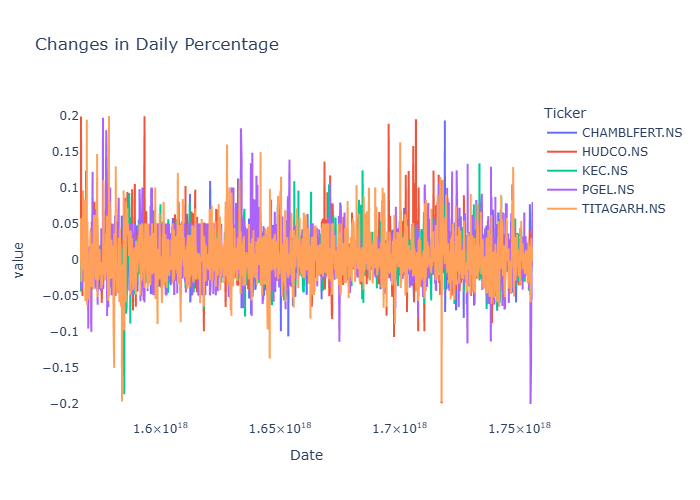 Changes in Daily Percentage
Ticker
CHAMBLFERT.NS
HUDCO.NS
KEC.NS
PGEL.NS
TITAGARH.NS
0.2
0.15
0.1
0.05
0
−0.05
−0.1
−0.15
−0.2
value
1.6×10¹⁸
1.65×10¹⁸
1.7×10¹⁸
1.75×10¹⁸
Date